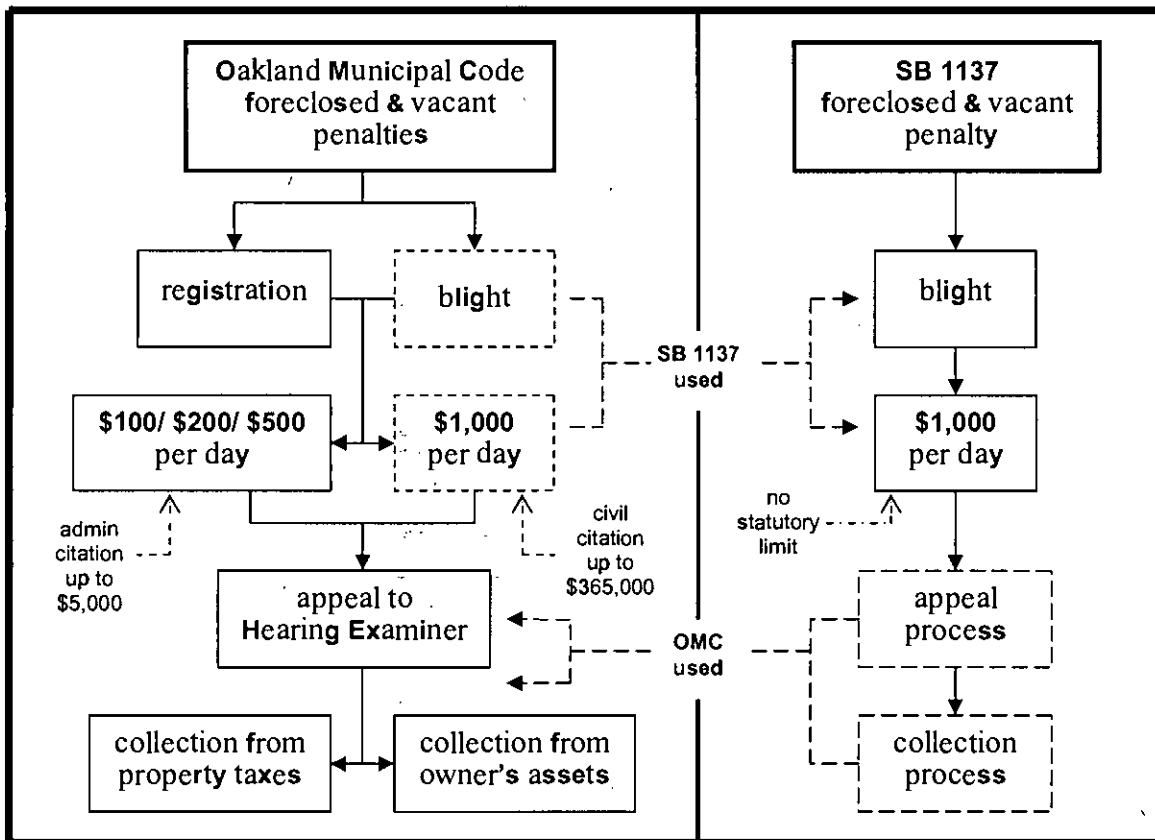 Oakland Municipal Code
foreclosed & vacant
penalties
SB 1137
foreclosed & vacant
penalty
registration
blight
blight
SB 1137
used
$100/ $200/ $500
per day
$1,000
per day
$1,000
per day
admin
citation
up to
$5,000
civil
citation
up to
$365,000
no
statutory
limit
appeal to
Hearing Examiner
OMC
used
appeal
process
collection from
property taxes
collection from
owner's assets
collection
process